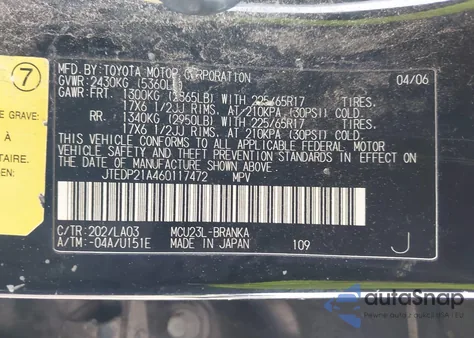 7
E GRAVE:
À
TAIRE.
VER
MFD. BY: TOYOTA MOTOR CORPORATION 04/06
GVWR: 2430KG (5360LB)
GAWR: FRT. 1300KG (2865LB) WITH 225/65R17 TIRES.
17X6 1/2JJ RIMS, AT 210KPA (30PSI) COLD
RR. 1340KG (2950LB) WITH 225/65R17 TIRES.
17X6 1/2JJ RIMS, AT 210KPA (30PSI) COLD.
THIS VEHICLE CONFORMS TO ALL APPLICABLE FEDERAL MOTOR
VEHICLE SAFETY AND THEFT PREVENTION STANDARDS IN
EFFECT ON THE DATE OF MANUFACTURE SHOWN ABOVE.
JTEDP21A460117472 MPV
C/TR: 202/LA03 MCU23L-BRANKA
A/TM: -04A/U151E MADE IN JAPAN 109 J
autoSnap